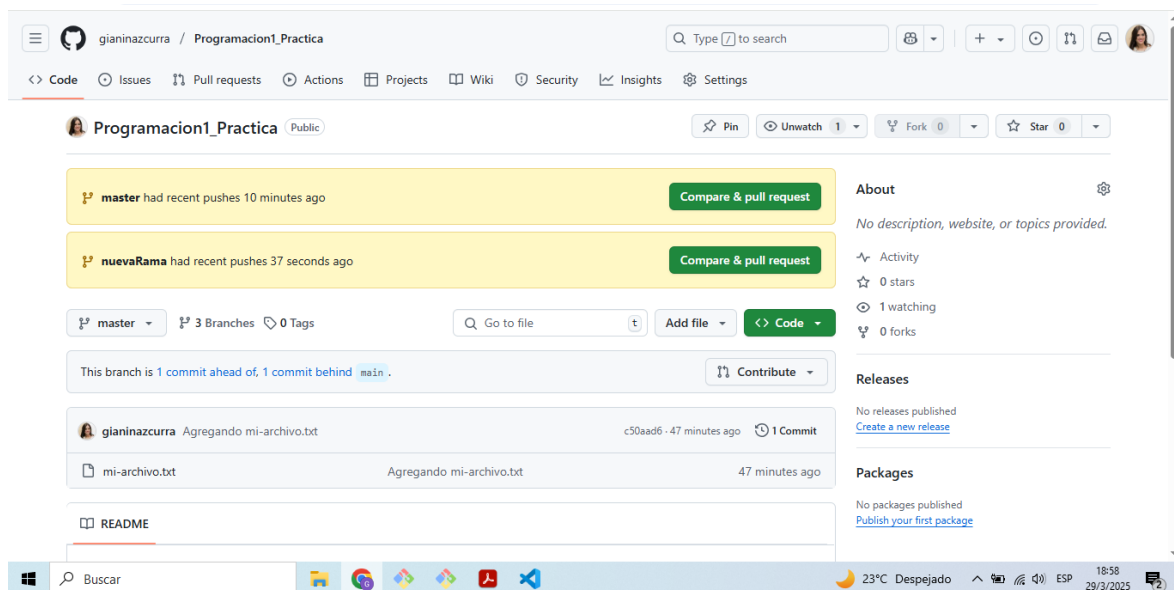 gianinazcurra / Programacion1_Practica
Type / to search
Code Issues Pull requests Actions Projects Wiki Security Insights Settings
Programacion1_Practica Public
Pin Unwatch 1 Fork 0 Star 0
master had recent pushes 10 minutes ago
Compare & pull request
nuevaRama had recent pushes 37 seconds ago
Compare & pull request
master 3 Branches 0 Tags
Go to file t
Add file <> Code
This branch is 1 commit ahead of, 1 commit behind main .
Contribute
gianinazcurra Agregando mi-archivo.txt
c50aad6 · 47 minutes ago 1 Commit
mi-archivo.txt Agregando mi-archivo.txt 47 minutes ago
README
About
No description, website, or topics provided.
Activity
0 stars
1 watching
0 forks
Releases
No releases published
Create a new release
Packages
No packages published
Publish your first package
Buscar
23°C Despejado
ESP
18:58
29/3/2025
2